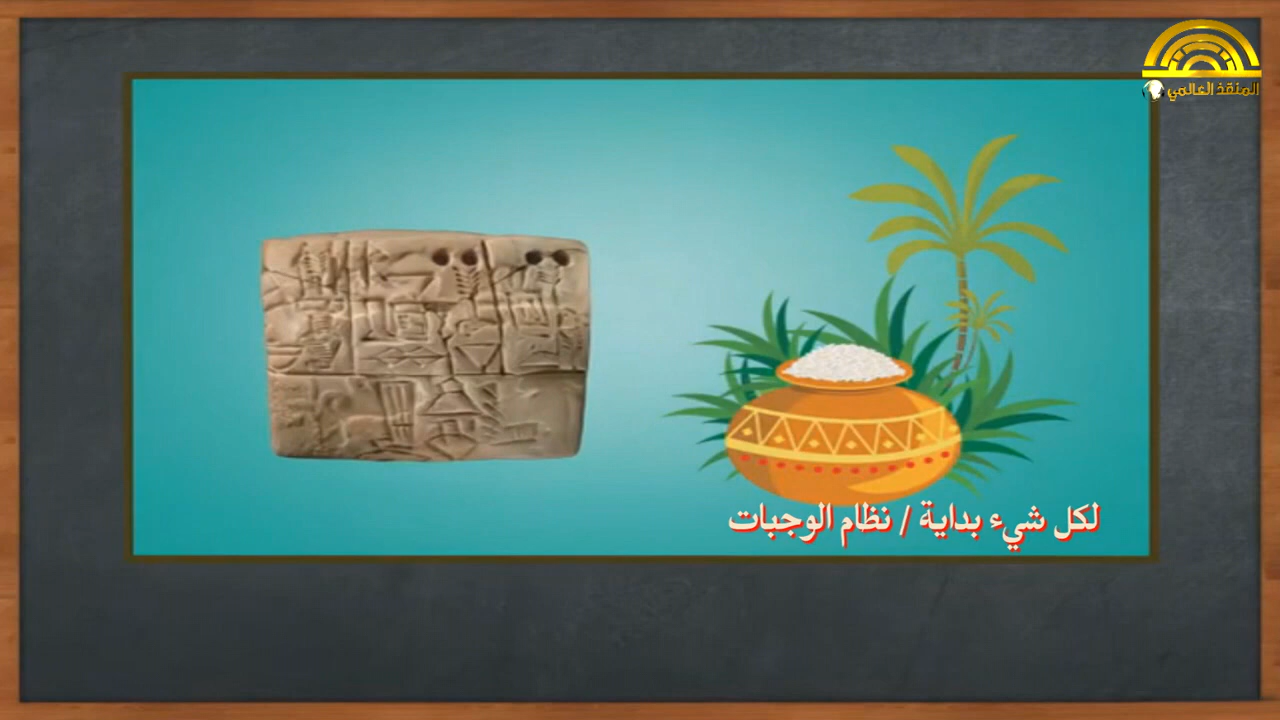 المنقذ العالمي
لكل شيء بداية / نظام الوجبات